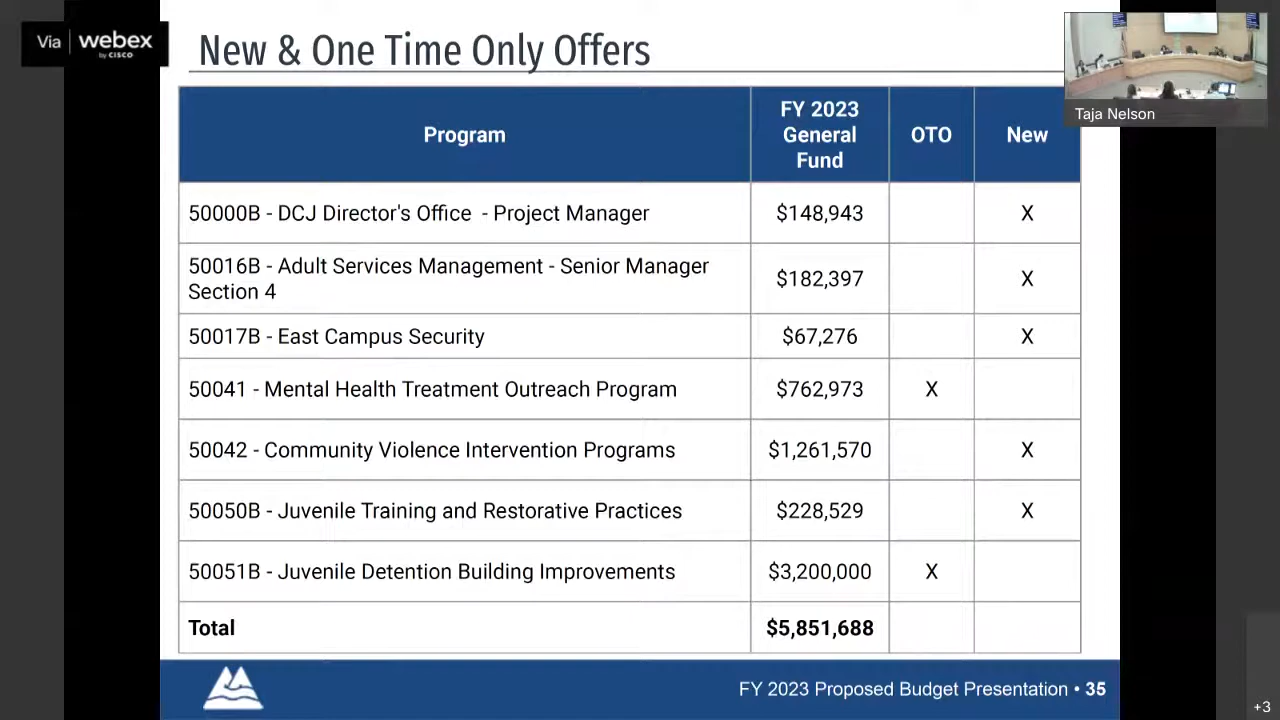 Via webex
by CISCO
New & One Time Only Offers
Taja Nelson
Program
FY 2023
General
Fund
OTO
New
50000B - DCJ Director's Office - Project Manager
$148,943
X
50016B - Adult Services Management - Senior Manager
Section 4
$182,397
X
50017B - East Campus Security
$67,276
X
50041 - Mental Health Treatment Outreach Program
$762,973
X
50042 - Community Violence Intervention Programs
$1,261,570
X
50050B - Juvenile Training and Restorative Practices
$228,529
X
50051B - Juvenile Detention Building Improvements
$3,200,000
X
Total
$5,851,688
FY 2023 Proposed Budget Presentation • 35
+3